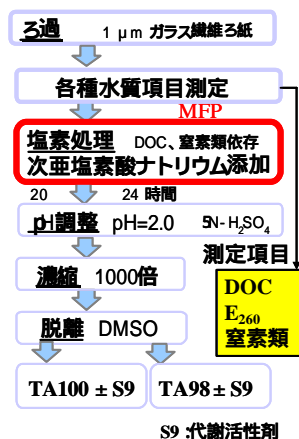 ろ過 1 μm ガラス繊維ろ紙
各種水質項目測定
MFP
塩素処理 DOC、窒素類依存
次亜塩素酸ナトリウム添加
20 24 時間
pH調整 pH=2.0 5N-H₂SO₄
測定項目
濃縮 1000倍
DOC
E₂₆₀
窒素類
脱離 DMSO
TA100 ± S9 TA98 ± S9
S9 :代謝活性剤